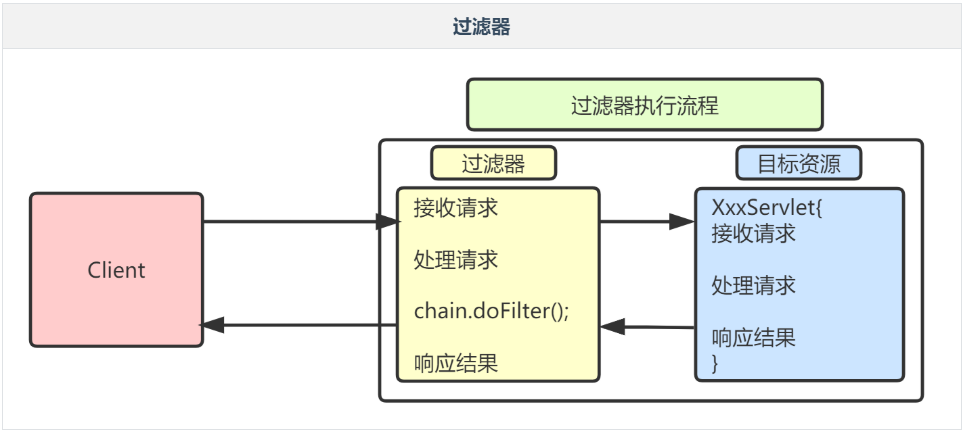 过滤器
过滤器执行流程
过滤器
目标资源
Client
接收请求
处理请求
chain.doFilter();
响应结果
XxxServlet{
接收请求
处理请求
响应结果
}